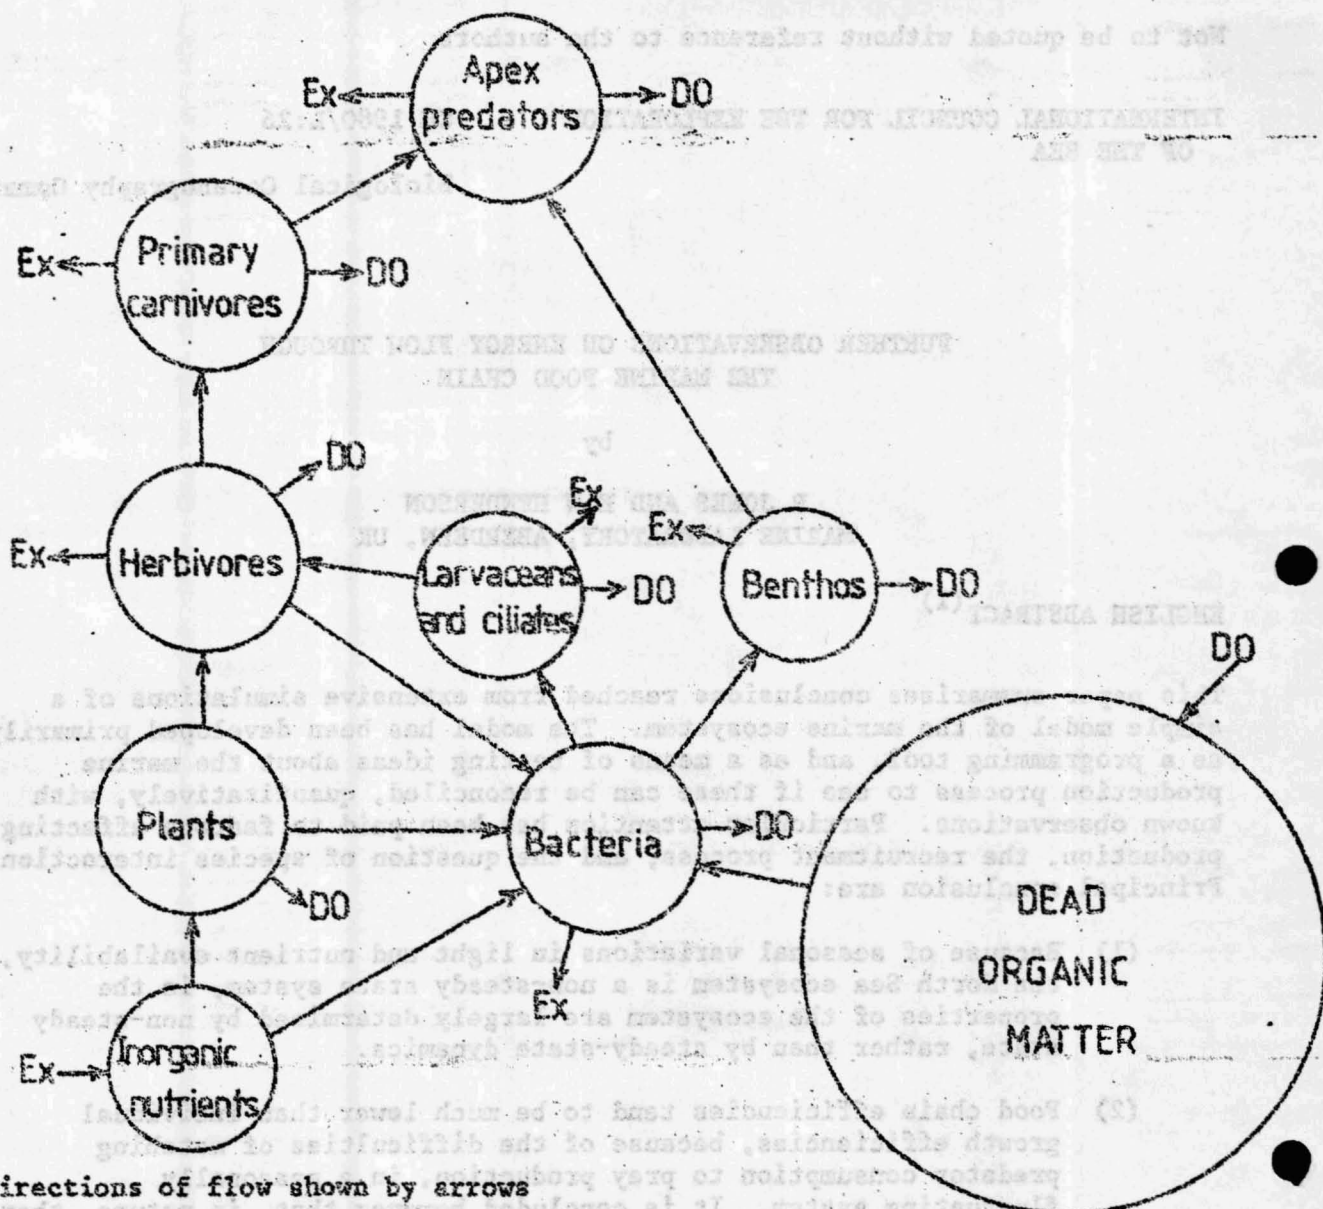 Apex
predators
Ex
DO
Primary
carnivores
Ex
DO
Herbivores
Ex
DO
Larvaceans
and ciliates
Ex
DO
Benthos
Ex
DO
Plants
DO
Bacteria
DO
Ex
DO
DEAD
ORGANIC
MATTER
Ex
Inorganic
nutrients
irections of flow shown by arrows
Not to be quoted without reference to the authors
INTERNATIONAL COUNCIL FOR THE EXPLORATION
OF THE SEA
1980/L:25
Biological Oceanography
FURTHER OBSERVATIONS ON ENERGY FLOW THROUGH
THE MARINE FOOD CHAIN
by
R JONES AND HENDERSON
MARINE LABORATORY, ABERDEEN, UK
ENGLISH ABSTRACT (1)
This paper summarises conclusions reached from extensive simulations of a
simple model of the marine ecosystem. The model has been developed primarily
as a programming tool, and as a means of testing ideas about the marine
production process to see if these can be reconciled, quantitatively, with
known observations. Particular attention has been paid to factors affecting
production, the recruitment process, and the question of species interaction
Principal conclusion are:
(1) Because of seasonal variations in light and nutrient availability,
the North Sea ecosystem is a non-steady state system, the
properties of the ecosystem are largely determined by non-steady
state, rather than by steady-state dynamics.
(2) Food chain efficiencies tend to be much lower than
growth efficiencies, because of the difficulties of matching
predator consumption to prey production, in a seasonally
system. It is concluded however that, in nature,